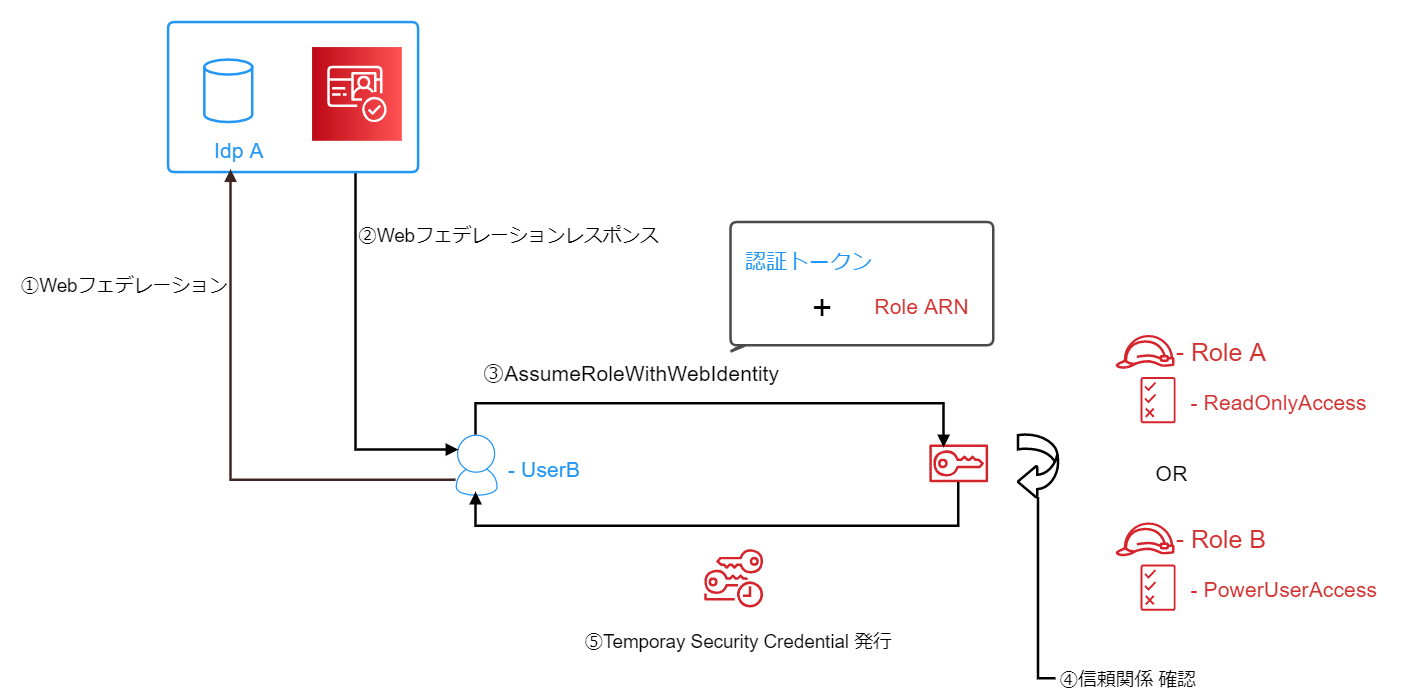 Idp A
②Webフェデレーションレスポンス
①Webフェデレーション
認証トークン
+
Role ARN
③AssumeRoleWithWebIdentity
- UserB
- Role A
- ReadOnlyAccess
OR
- Role B
- PowerUserAccess
⑤Temporay Security Credential 発行
④信頼関係 確認